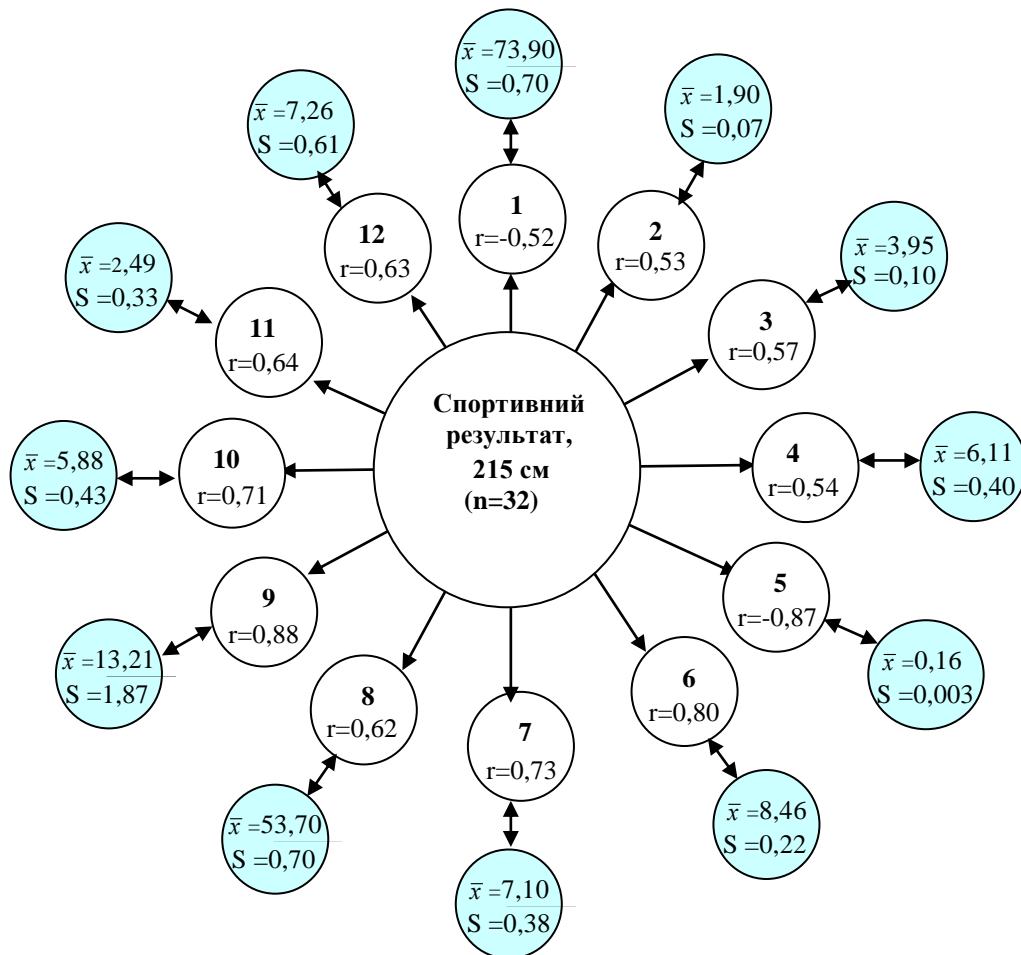 Спортивний
результат,
215 см
(n=32)
1
r=-0,52
x̄ =73,90
S =0,70
2
r=0,53
x̄ =1,90
S =0,07
3
r=0,57
x̄ =3,95
S =0,10
4
r=0,54
x̄ =6,11
S =0,40
5
r=-0,87
x̄ =0,16
S =0,003
6
r=0,80
x̄ =8,46
S =0,22
7
r=0,73
x̄ =7,10
S =0,38
8
r=0,62
x̄ =53,70
S =0,70
9
r=0,88
x̄ =13,21
S =1,87
10
r=0,71
x̄ =5,88
S =0,43
11
r=0,64
x̄ =2,49
S =0,33
12
r=0,63
x̄ =7,26
S =0,61